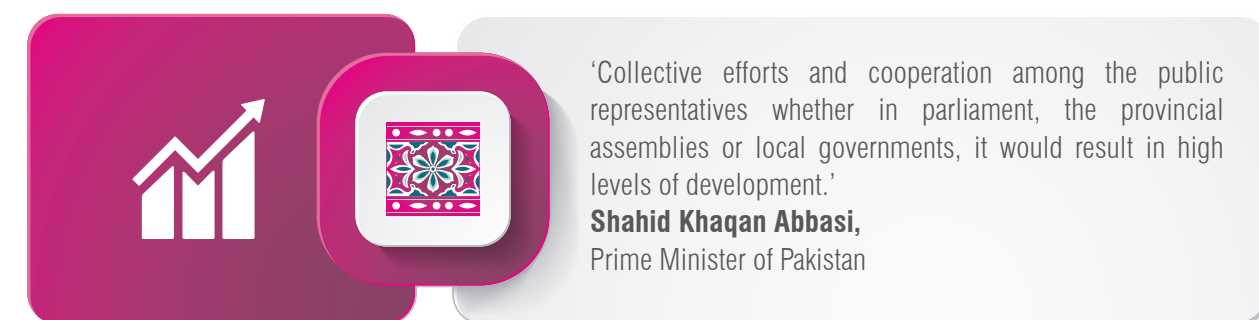 ‘Collective efforts and cooperation among the public
representatives whether in parliament, the provincial
assemblies or local governments, it would result in high
levels of development.’
Shahid Khaqan Abbasi,
Prime Minister of Pakistan